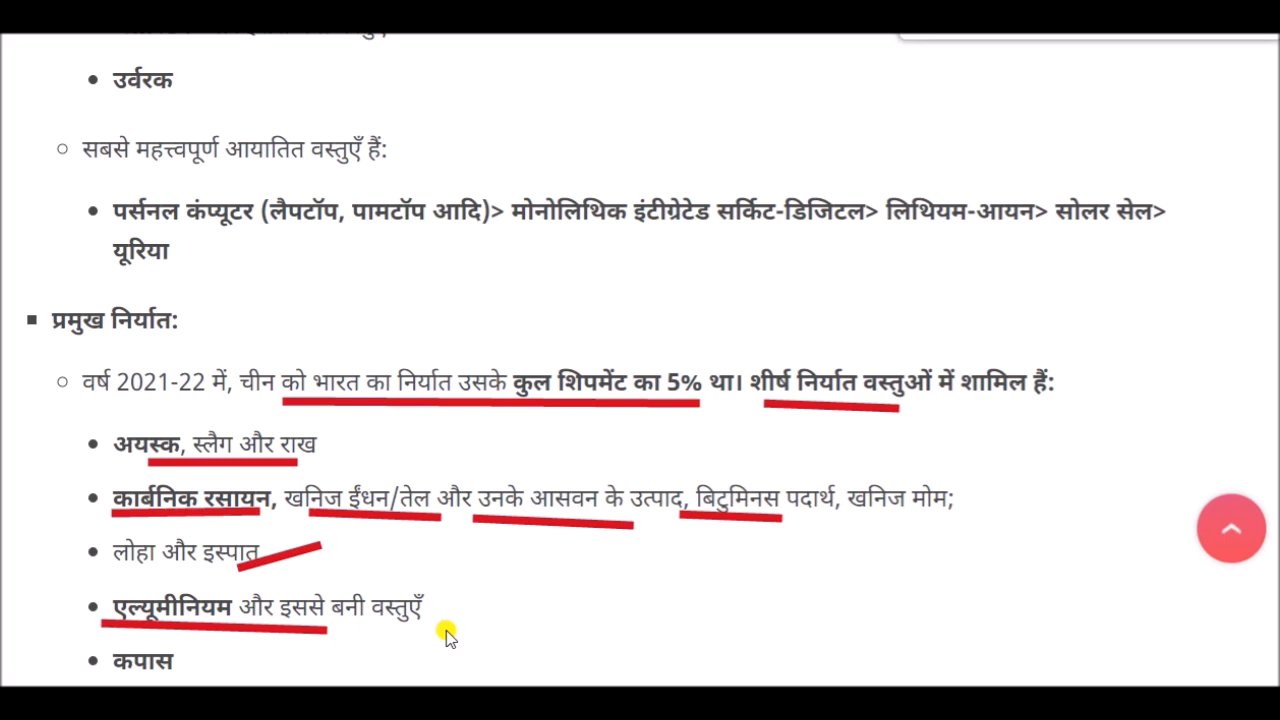 उर्वरक
सबसे महत्त्वपूर्ण आयातित वस्तुएँ हैं:
पर्सनल कंप्यूटर (लैपटॉप, पामटॉप आदि)> मोनोलिथिक इंटीग्रेटेड सर्किट-डिजिटल> लिथियम-आयन> सोलर सेल>
यूरिया
प्रमुख निर्यात:
वर्ष 2021-22 में, चीन को भारत का निर्यात उसके कुल शिपमेंट का 5% था। शीर्ष निर्यात वस्तुओं में शामिल हैं:
अयस्क, स्लैग और राख
कार्बनिक रसायन, खनिज ईंधन/तेल और उनके आसवन के उत्पाद, बिटुमिनस पदार्थ, खनिज मोम;
लोहा और इस्पात
एल्यूमीनियम और इससे बनी वस्तुएँ
कपास